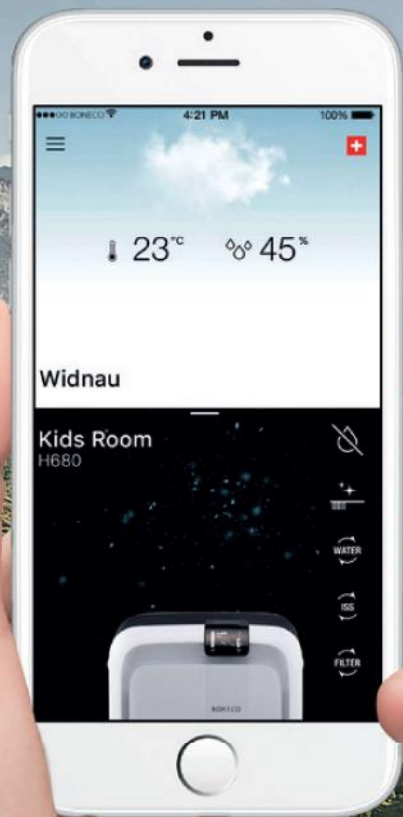 BONECO
4:21 PM
100%
23°C
45%
Widnau
Kids Room
H680
WATER
ISS
FILTER
BONECO